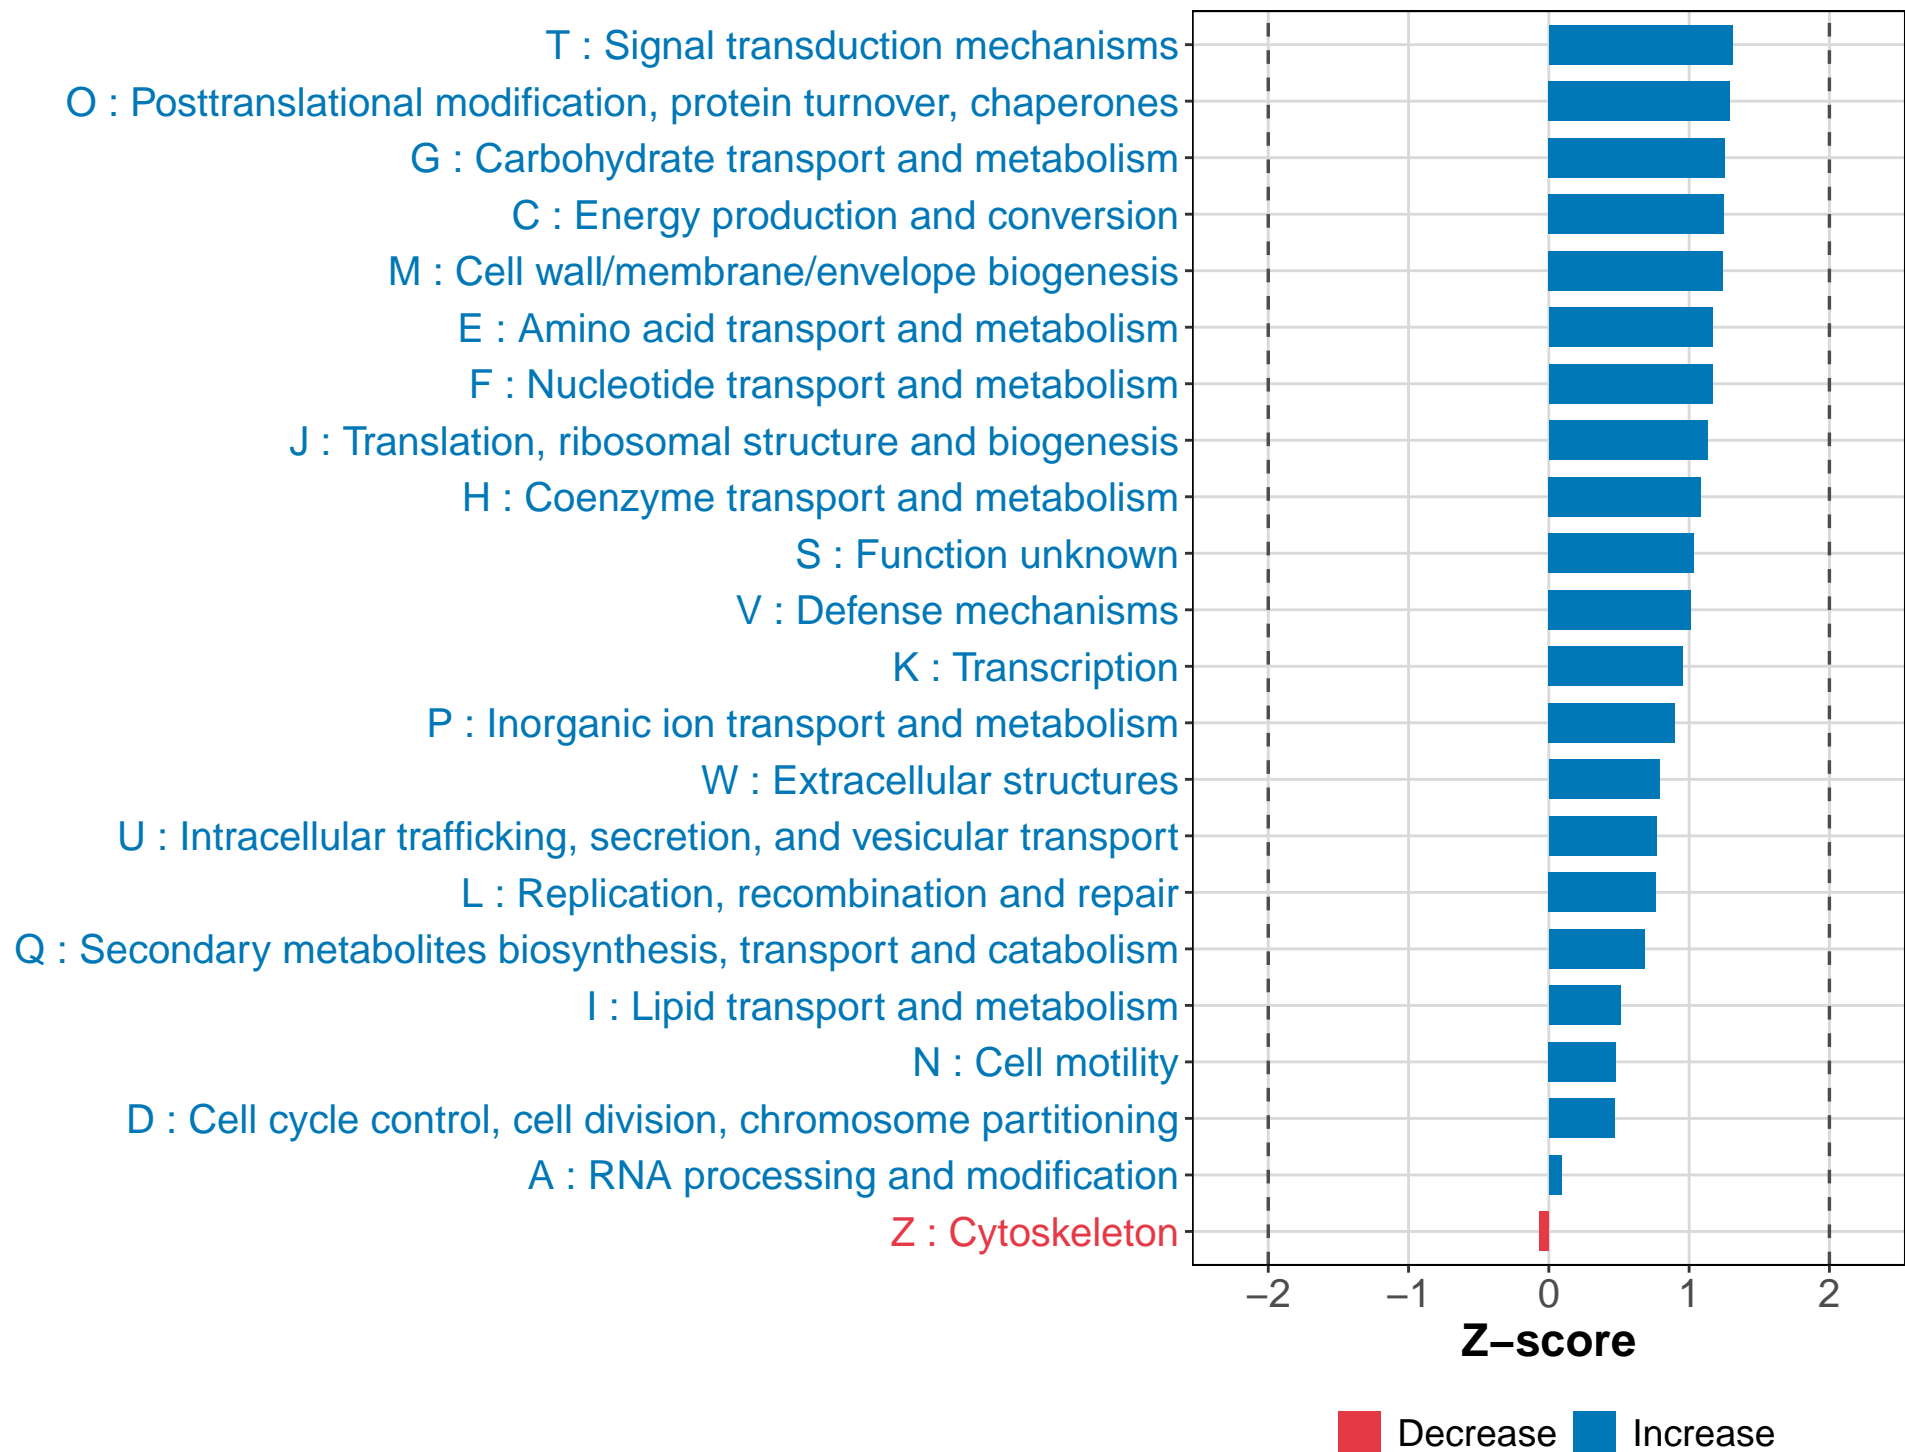 T : Signal transduction mechanisms
O : Posttranslational modification, protein turnover, chaperones
G : Carbohydrate transport and metabolism
C : Energy production and conversion
M : Cell wall/membrane/envelope biogenesis
E : Amino acid transport and metabolism
F : Nucleotide transport and metabolism
J : Translation, ribosomal structure and biogenesis
H : Coenzyme transport and metabolism
S : Function unknown
V : Defense mechanisms
K : Transcription
P : Inorganic ion transport and metabolism
W : Extracellular structures
U : Intracellular trafficking, secretion, and vesicular transport
L : Replication, recombination and repair
Q : Secondary metabolites biosynthesis, transport and catabolism
I : Lipid transport and metabolism
N : Cell motility
D : Cell cycle control, cell division, chromosome partitioning
A : RNA processing and modification
Z : Cytoskeleton
−2 −1 0 1 2
Z−score
Decrease Increase